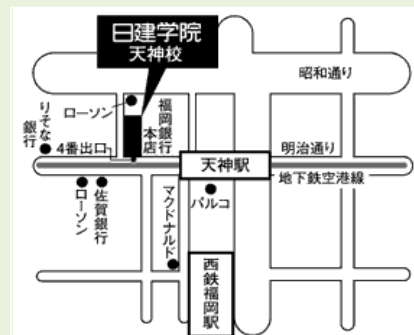 日建学院
天神校
昭和通り
ローソン
福岡銀行
本店
りそな
銀行
4番出口
天神駅
明治通り
地下鉄空港線
ローソン
佐賀銀行
マクドナルド
パルコ
西鉄福岡駅